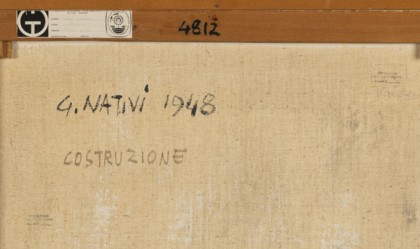 4812
G. NATIVI 1948
COSTRUZIONE